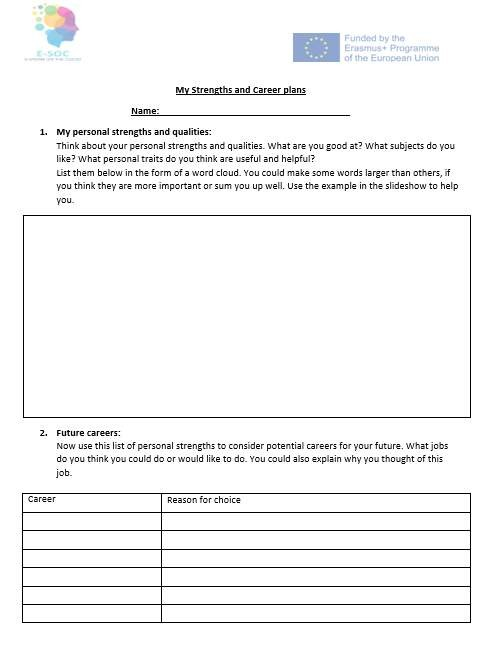 E-SOC
Funded by the
Erasmus+ Programme
of the European Union
My Strengths and Career plans
Name:
1. My personal strengths and qualities:
Think about your personal strengths and qualities. What are you good at? What subjects do you
like? What personal traits do you think are useful and helpful?
List them below in the form of a word cloud. You could make some words larger than others, if
you think they are more important or sum you up well. Use the example in the slideshow to help
you.
2. Future careers:
Now use this list of personal strengths to consider potential careers for your future. What jobs
do you think you could do or would like to do. You could also explain why you thought of this
job.
Career Reason for choice